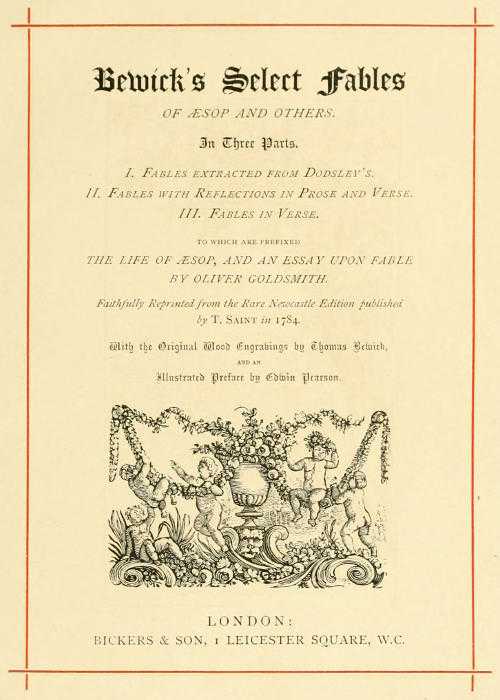 Bewick's Select Fables
OF ÆSOP AND OTHERS.
In Three Parts.
I. FABLES EXTRACTED FROM DODSLEY'S.
II. FABLES WITH REFLECTIONS IN PROSE AND VERSE.
III. FABLES IN VERSE.
TO WHICH ARE PREFIXED
THE LIFE OF ÆSOP, AND AN ESSAY UPON FABLE
BY OLIVER GOLDSMITH.
Faithfully Reprinted from the Rare Newcastle Edition published
by T. SAINT in 1784.
With the Original Wood Engravings by Thomas Bewick,
AND AN
Illustrated Preface by Edwin Pearson.
LONDON:
BICKERS & SON, 1 LEICESTER SQUARE, W.C.